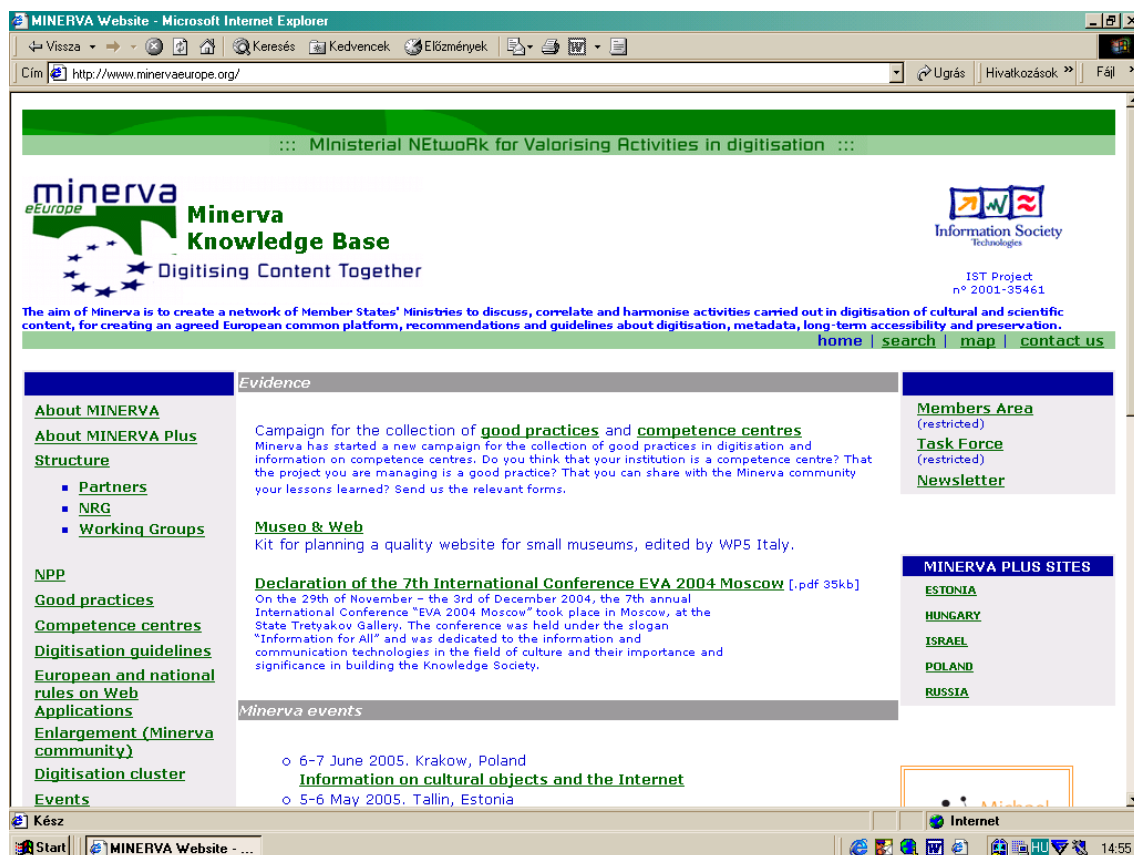 MINERVA Website - Microsoft Internet Explorer
Vissza Keresés Kedvencek Előzmények
Cím http://www.minervaeurope.org/ Ugrás Hivatkozások » Fájl »
::: MInisterial NEtwoRk for Valorising Activities in digitisation :::
minerva
eEurope
Minerva
Knowledge Base
Digitising Content Together
Information Society
Technologies
IST Project
n° 2001-35461
The aim of Minerva is to create a network of Member States' Ministries to discuss, correlate and harmonise activities carried out in digitisation of cultural and scientific
content, for creating an agreed European common platform, recommendations and guidelines about digitisation, metadata, long-term accessibility and preservation.
home | search | map | contact us
About MINERVA
About MINERVA Plus
Structure
Partners
NRG
Working Groups
NPP
Good practices
Competence centres
Digitisation guidelines
European and national
rules on Web
Applications
Enlargement (Minerva
community)
Digitisation cluster
Events
Evidence
Campaign for the collection of good practices and competence centres
Minerva has started a new campaign for the collection of good practices in digitisation and
information on competence centres. Do you think that your institution is a competence centre? That
the project you are managing is a good practice? That you can share with the Minerva community
your lessons learned? Send us the relevant forms.
Museo & Web
Kit for planning a quality website for small museums, edited by WP5 Italy.
Declaration of the 7th International Conference EVA 2004 Moscow [.pdf 35kb]
On the 29th of November – the 3rd of December 2004, the 7th annual
International Conference "EVA 2004 Moscow" took place in Moscow, at the
State Tretyakov Gallery. The conference was held under the slogan
"Information for All" and was dedicated to the information and
communication technologies in the field of culture and their importance and
significance in building the Knowledge Society.
Minerva events
o 6-7 June 2005. Krakow, Poland
Information on cultural objects and the Internet
o 5-6 May 2005. Tallin, Estonia
Members Area
(restricted)
Task Force
(restricted)
Newsletter
MINERVA PLUS SITES
ESTONIA
HUNGARY
ISRAEL
POLAND
RUSSIA
Michael
Kész Internet
Start MINERVA Website - ... HU 14:55